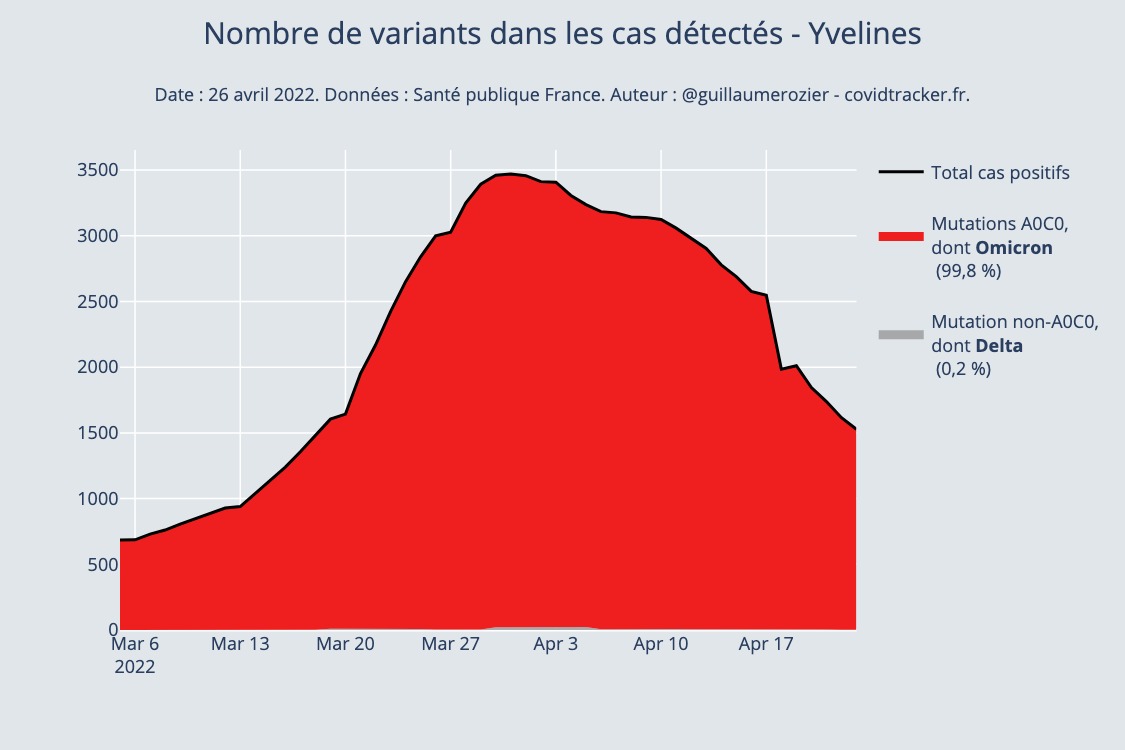 Nombre de variants dans les cas détectés - Yvelines
Date : 26 avril 2022. Données : Santé publique France. Auteur : @guillaumerozier - covidtracker.fr.
3500
3000
2500
2000
1500
1000
500
0
Mar 6
2022
Mar 13
Mar 20
Mar 27
Apr 3
Apr 10
Apr 17
Total cas positifs
Mutations A0C0,
dont Omicron
(99,8 %)
Mutation non-A0C0,
dont Delta
(0,2 %)